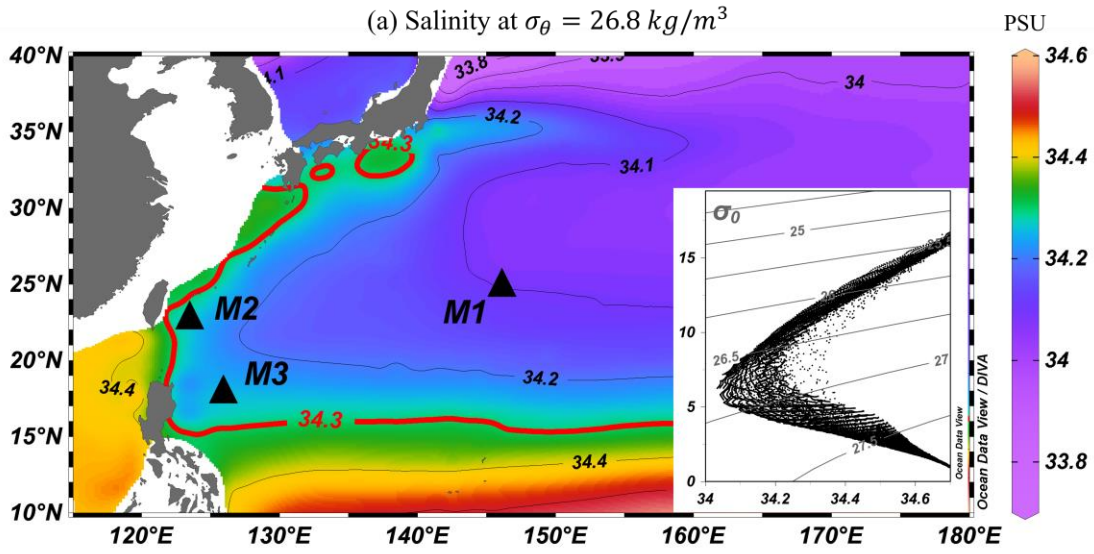 (a) Salinity at σ_θ = 26.8 kg/m³
PSU
40°N
35°N
30°N
25°N
20°N
15°N
10°N
34.1
33.8
34
34.2
34.3
34.1
M1
M2
M3
34.4
34.2
34.3
34.4
σ₀
25
26.5
27
27.5
15
10
5
0
34
34.2
34.4
34.6
Ocean Data View
Ocean Data View / DIVA
120°E
130°E
140°E
150°E
160°E
170°E
180°E
34.6
34.4
34.2
34
33.8